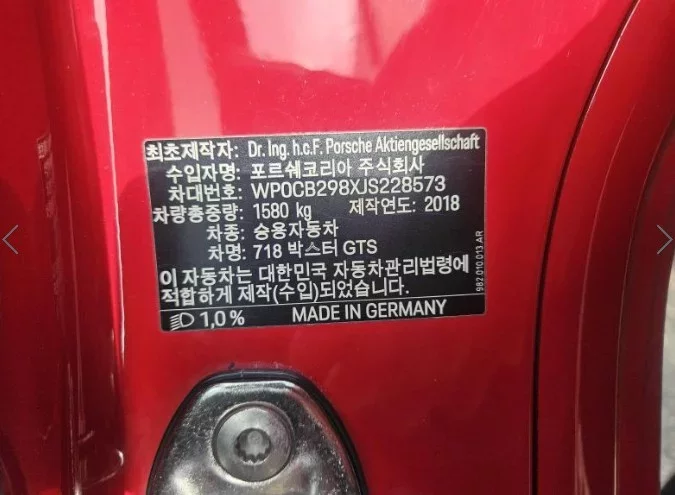 최초제작자: Dr. Ing. h.c.F. Porsche Aktiengesellschaft
수입자명: 포르쉐코리아 주식회사
차대번호: WP0CB298XJS228573
차량총중량: 1580 kg 제작연도: 2018
차종: 승용자동차
차명: 718 박스터 GTS
이 자동차는 대한민국 자동차관리법령에
적합하게 제작(수입)되었습니다.
1,0% MADE IN GERMANY
982.010.013.AR